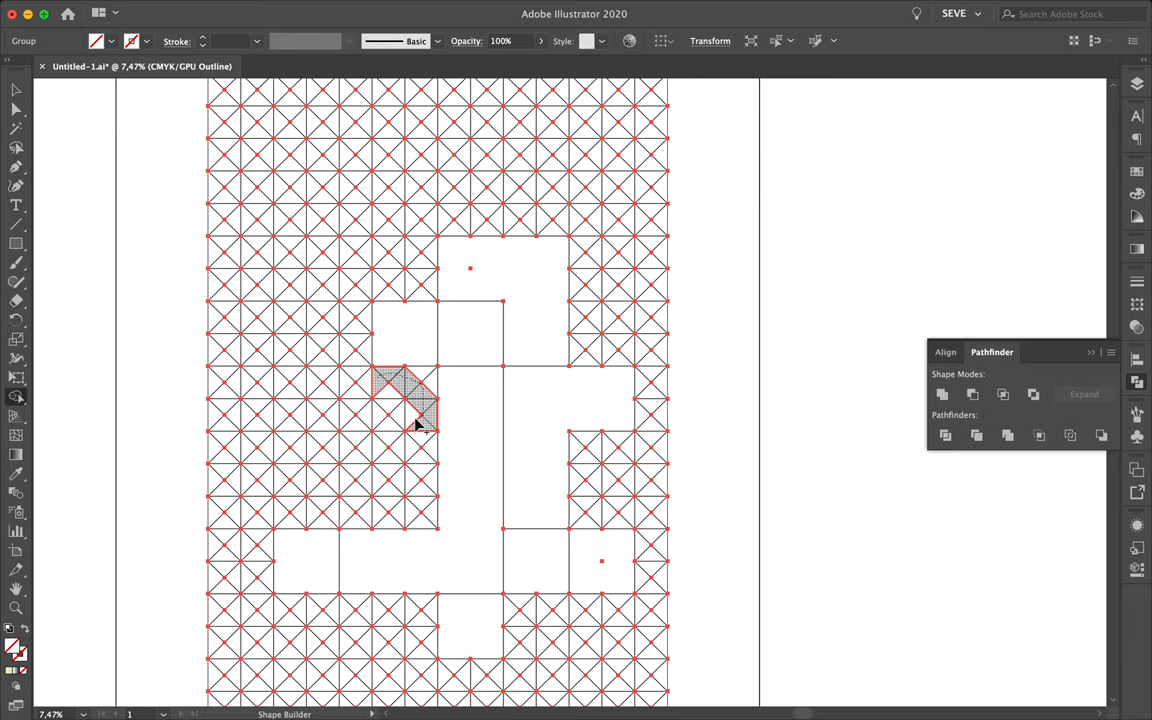 Adobe Illustrator 2020
SEVE
Search Adobe Stock
Group
Stroke:
Basic
Opacity:
100%
Style:
Transform
Untitled-1.ai* @ 7,47% (CMYK/GPU Outline)
Align
Pathfinder
Shape Modes:
Expand
Pathfinders:
7,47%
1
Shape Builder